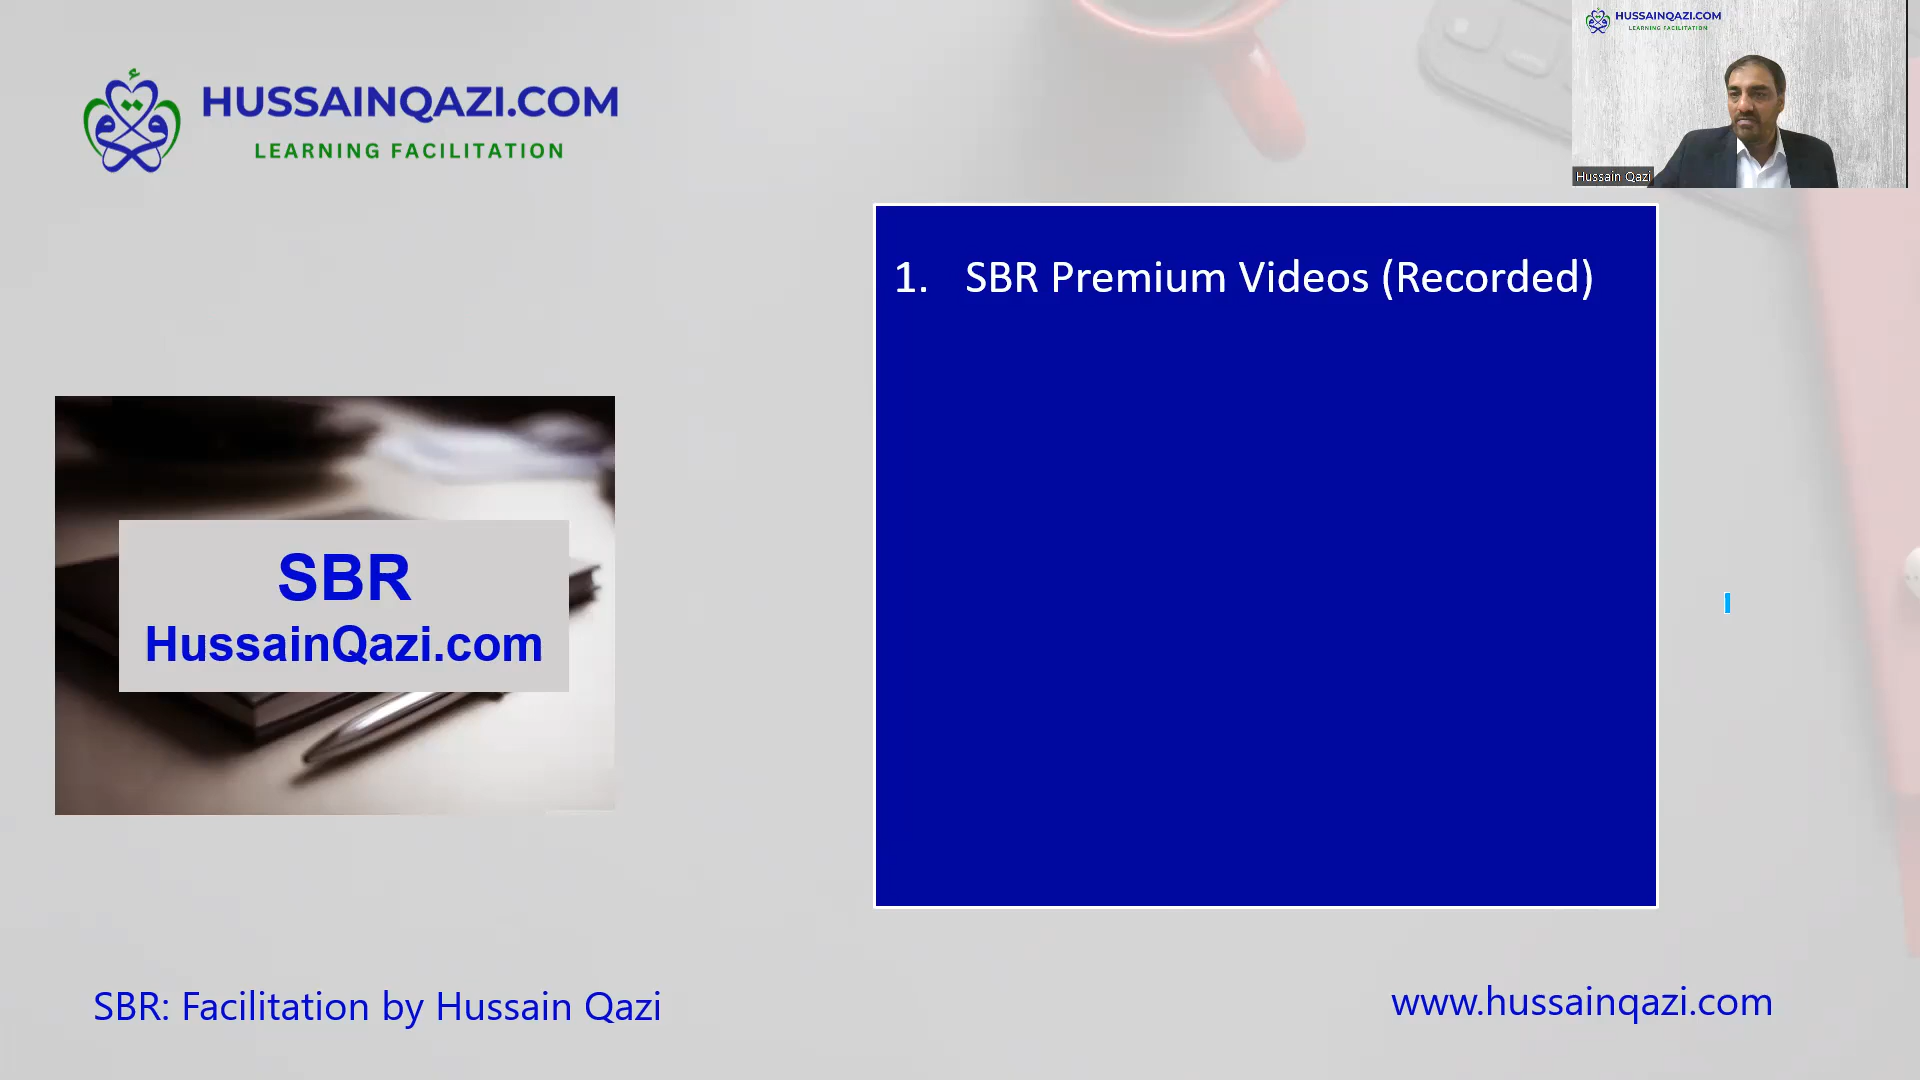 HUSSAINQAZI.COM
LEARNING FACILITATION
HUSSAINQAZI.COM
LEARNING FACILITATION
Hussain Qazi
1. SBR Premium Videos (Recorded)
SBR
HussainQazi.com
SBR: Facilitation by Hussain Qazi
www.hussainqazi.com